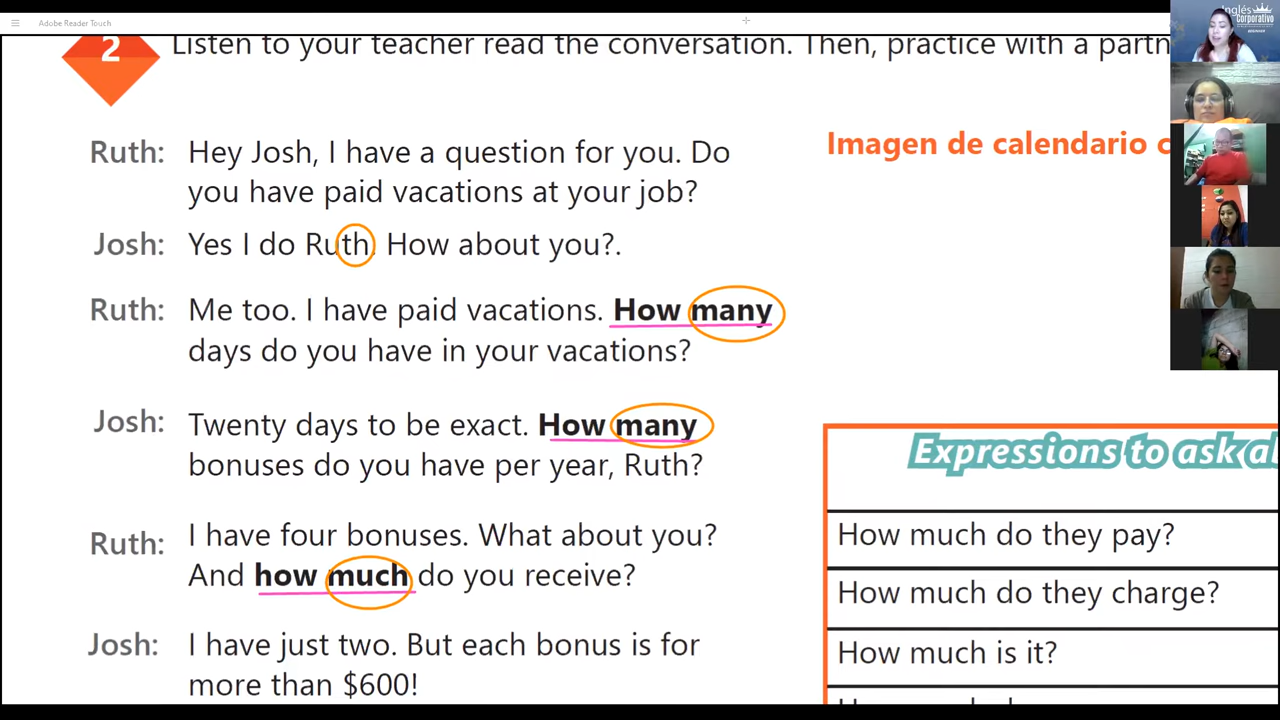 Adobe Reader Touch
Inglés
Corporativo
2
Listen to your teacher read the conversation. Then, practice with a partn
Ruth: Hey Josh, I have a question for you. Do
you have paid vacations at your job?
Imagen de calendario c
Josh: Yes I do Ruth. How about you?.
Ruth: Me too. I have paid vacations. How many
days do you have in your vacations?
Josh: Twenty days to be exact. How many
bonuses do you have per year, Ruth?
Ruth: I have four bonuses. What about you?
And how much do you receive?
Josh: I have just two. But each bonus is for
more than $600!
Expressions to ask a
How much do they pay?
How much do they charge?
How much is it?